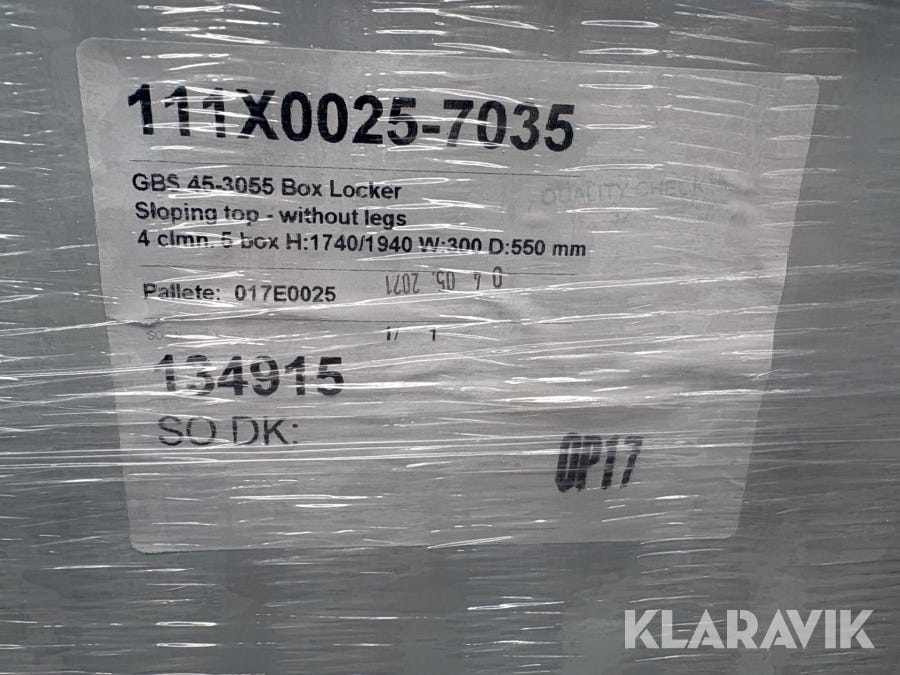 111X0025-7035
GBS 45-3055 Box Locker
QUALITY CHECK
Sloping top - without legs
4 clmn. 5 box H:1740/1940 W:300 D:550 mm
Pallete: 017E0025
0 4 05. 2021
1/ 1
134915
SO DK:
OP17
KLARAVIK